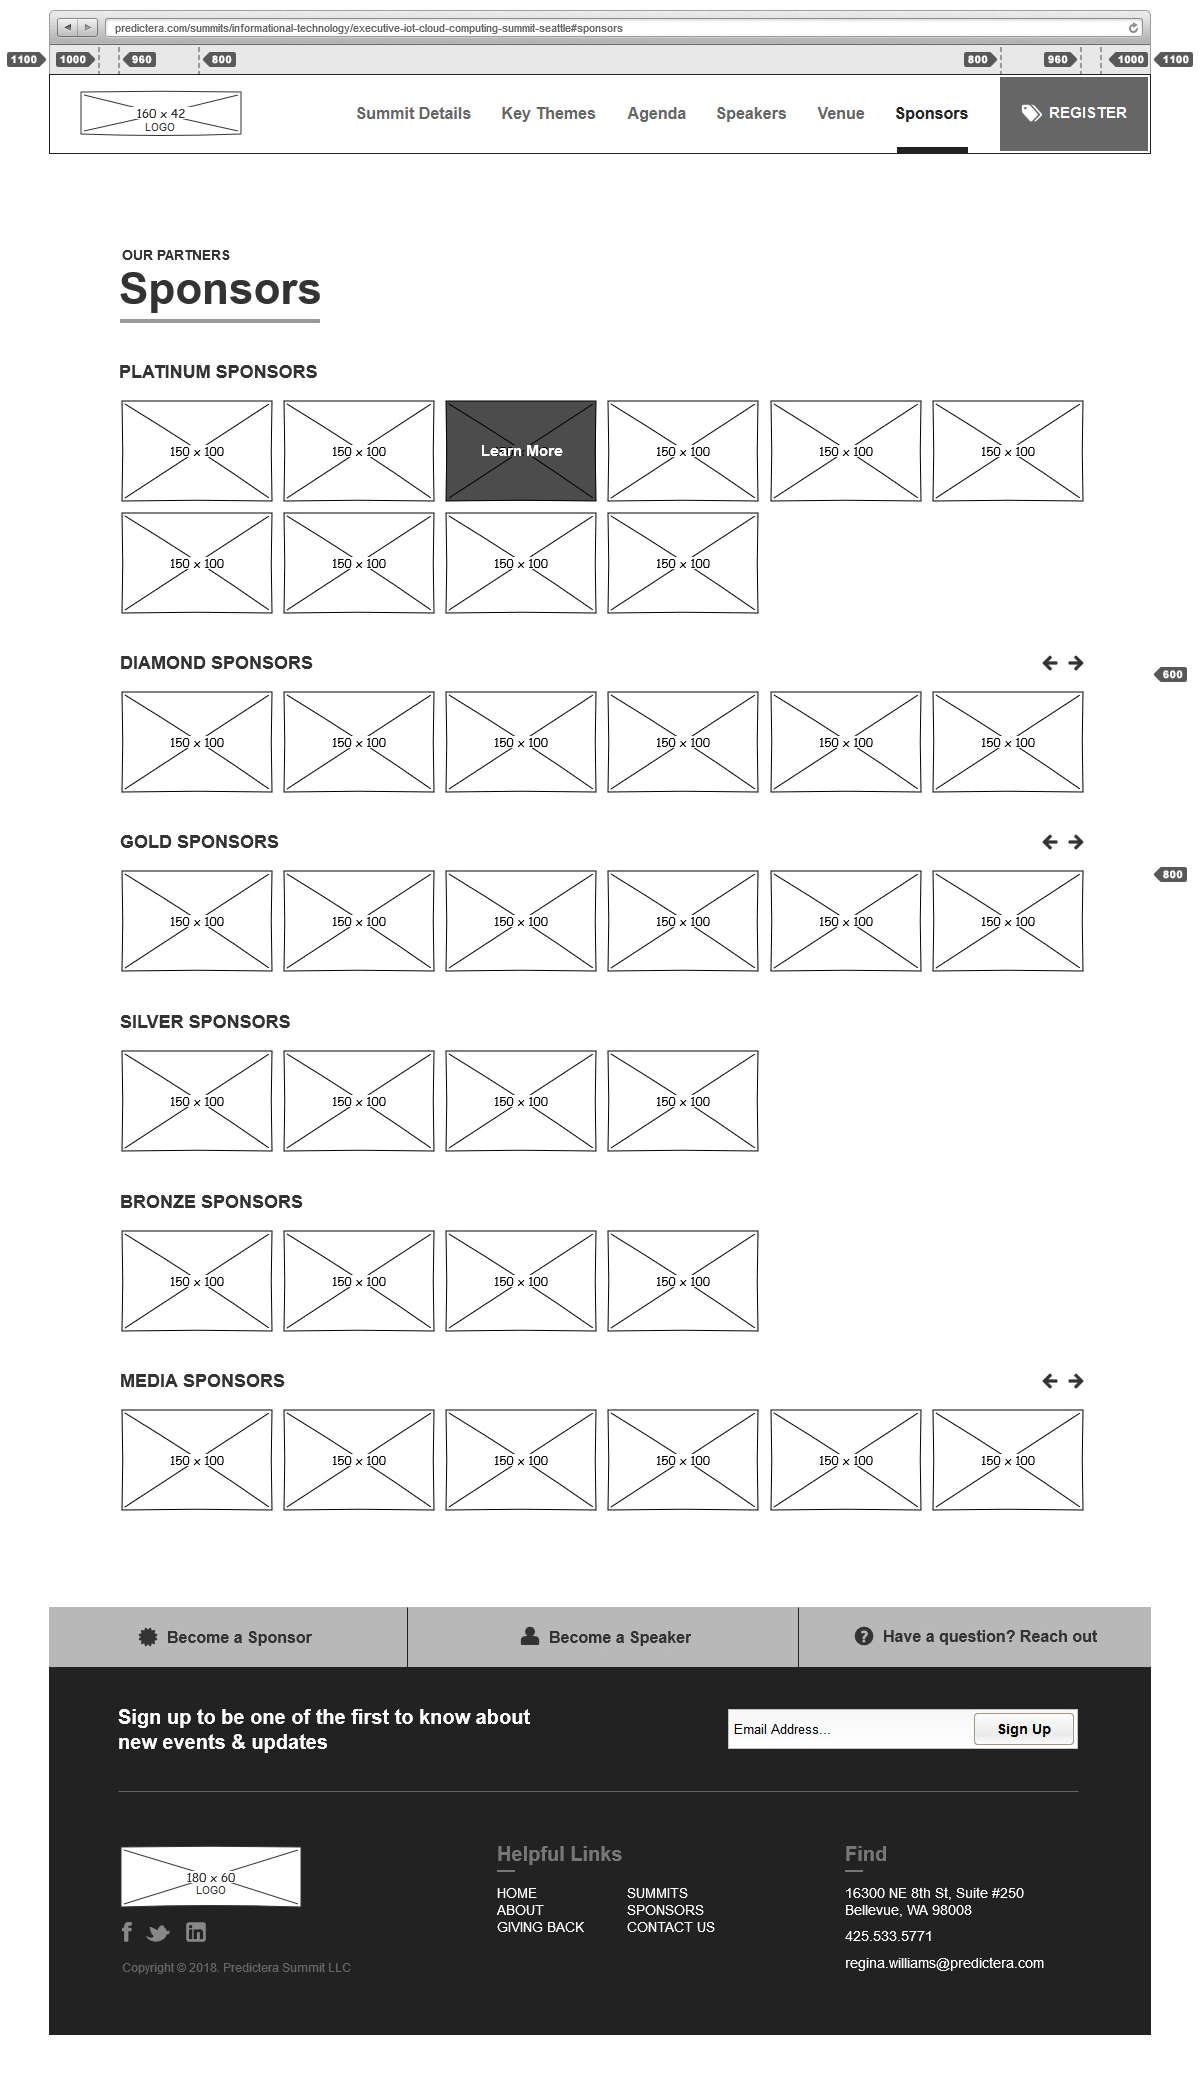 predictera.com/summits/informational-technology/executive-iot-cloud-computing-summit-seattle#sponsors
1100 1000 960 800 800 960 1000 1100
160 x 42
LOGO
Summit Details Key Themes Agenda Speakers Venue Sponsors REGISTER
OUR PARTNERS
Sponsors
PLATINUM SPONSORS
150 x 100 150 x 100 Learn More 150 x 100 150 x 100 150 x 100
150 x 100 150 x 100 150 x 100 150 x 100
DIAMOND SPONSORS
600
150 x 100 150 x 100 150 x 100 150 x 100 150 x 100 150 x 100
GOLD SPONSORS
800
150 x 100 150 x 100 150 x 100 150 x 100 150 x 100 150 x 100
SILVER SPONSORS
150 x 100 150 x 100 150 x 100 150 x 100
BRONZE SPONSORS
150 x 100 150 x 100 150 x 100 150 x 100
MEDIA SPONSORS
150 x 100 150 x 100 150 x 100 150 x 100 150 x 100 150 x 100
Become a Sponsor Become a Speaker Have a question? Reach out
Sign up to be one of the first to know about
new events & updates
Email Address... Sign Up
180 x 60
LOGO
Copyright © 2018. Predictera Summit LLC
Helpful Links
HOME SUMMITS
ABOUT SPONSORS
GIVING BACK CONTACT US
Find
16300 NE 8th St, Suite #250
Bellevue, WA 98008
425.533.5771
regina.williams@predictera.com